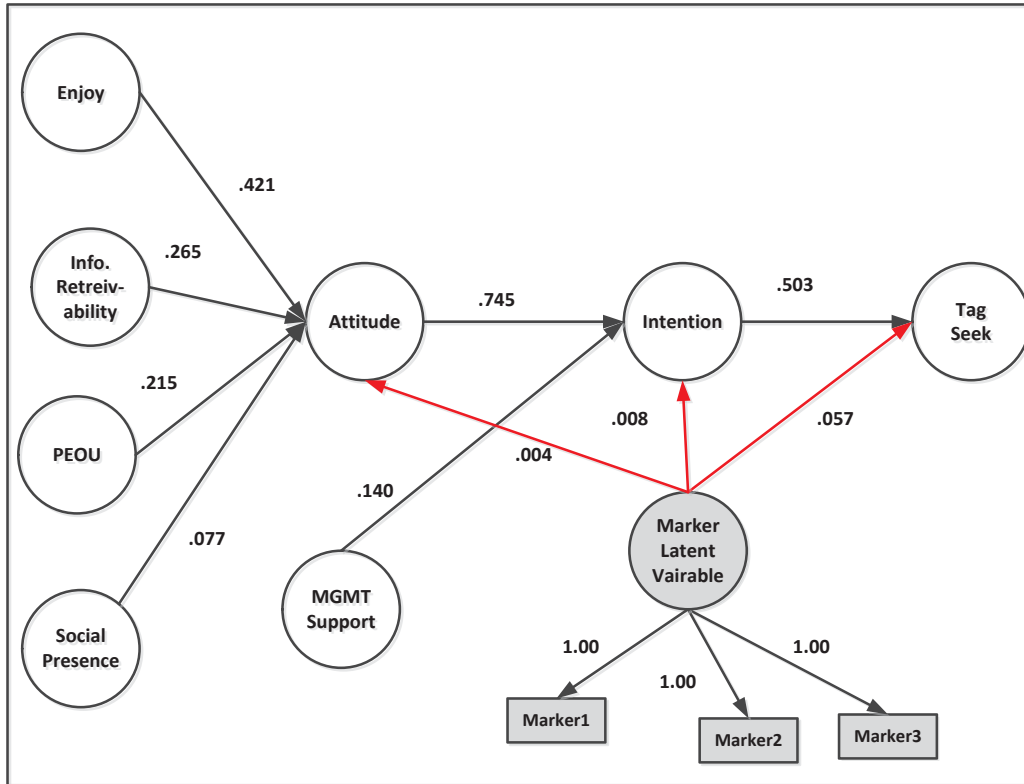 Enjoy
.421
Info.
Retreiv-
ability
.265
Attitude
.745
Intention
.503
Tag
Seek
PEOU
.215
.004
.008
.057
.140
.077
Social
Presence
MGMT
Support
Marker
Latent
Vairable
1.00
1.00
1.00
Marker1
Marker2
Marker3